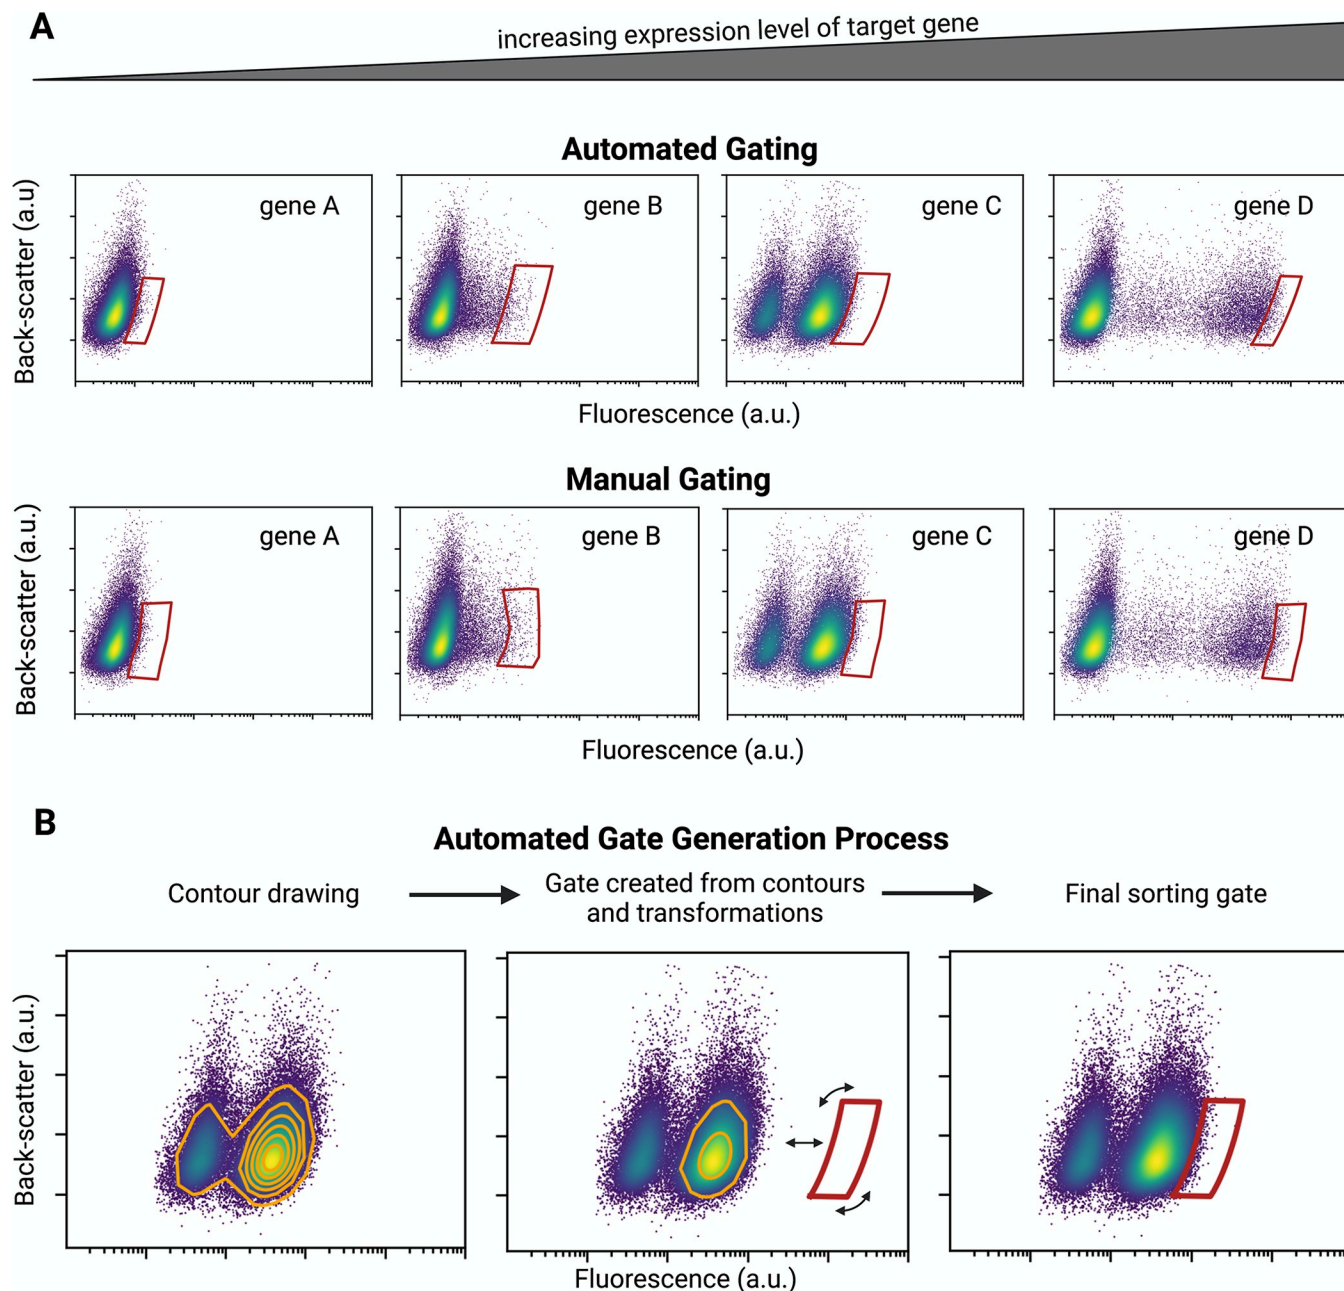 A
increasing expression level of target gene
Automated Gating
Back-scatter (a.u)
gene A
gene B
gene C
gene D
Fluorescence (a.u.)
Manual Gating
Back-scatter (a.u.)
gene A
gene B
gene C
gene D
Fluorescence (a.u.)
B
Automated Gate Generation Process
Contour drawing
Gate created from contours
and transformations
Final sorting gate
Back-scatter (a.u.)
Fluorescence (a.u.)